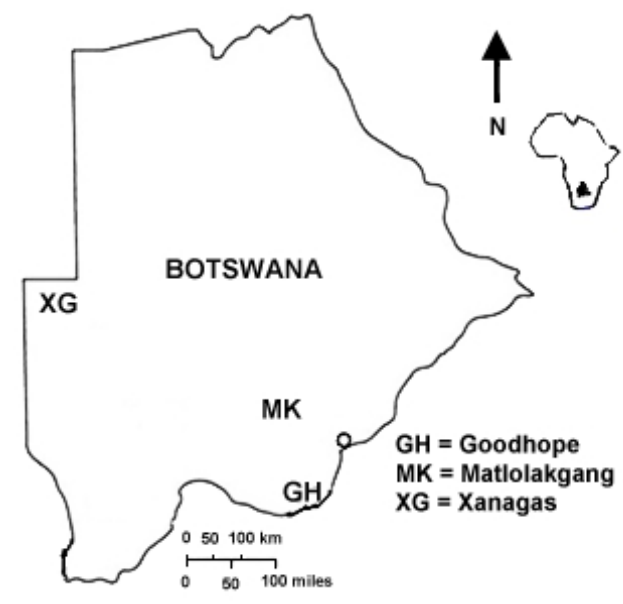 N
BOTSWANA
XG
MK
GH = Goodhope
MK = Matlolakgang
XG = Xanagas
GH
0 50 100 km
0 50 100 miles